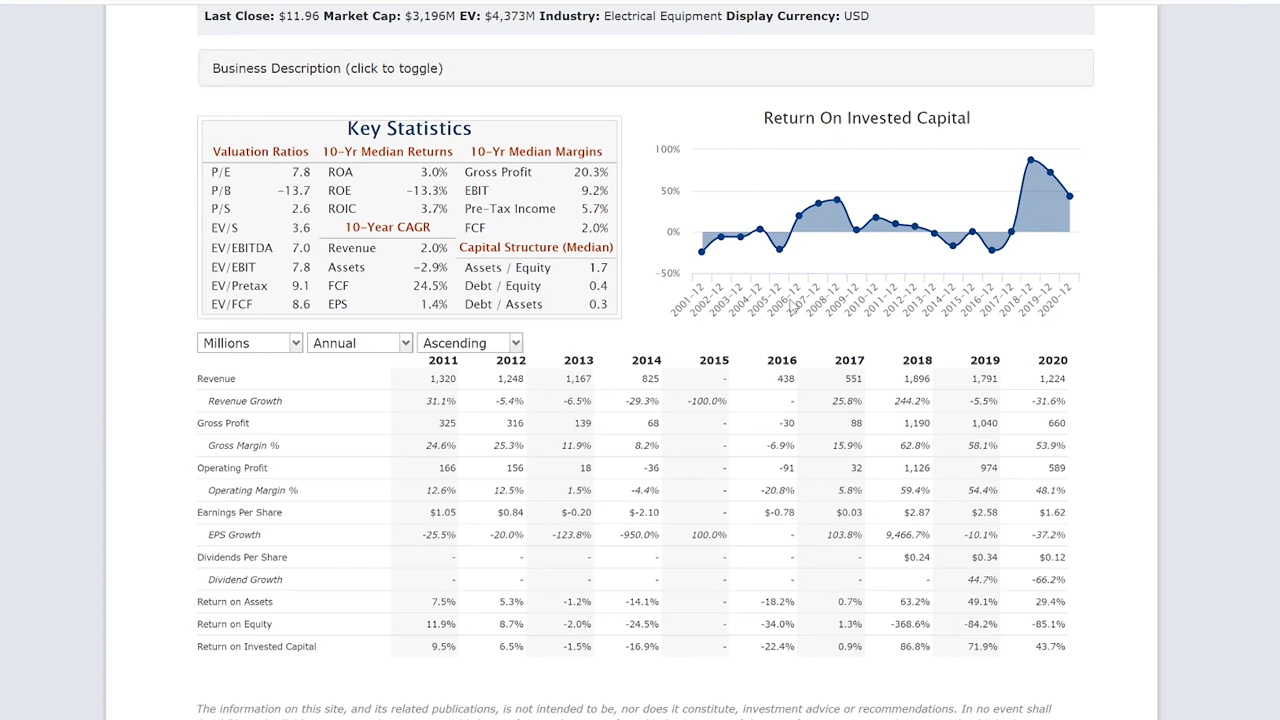 Last Close: $11.96 Market Cap: $3,196M EV: $4,373M Industry: Electrical Equipment Display Currency: USD
Business Description (click to toggle)
Key Statistics
Valuation Ratios 10-Yr Median Returns 10-Yr Median Margins
P/E 7.8 ROA 3.0% Gross Profit 20.3%
P/B -13.7 ROE -13.3% EBIT 9.2%
P/S 2.6 ROIC 3.7% Pre-Tax Income 5.7%
EV/S 3.6 10-Year CAGR FCF 2.0%
EV/EBITDA 7.0 Revenue 2.0% Capital Structure (Median)
EV/EBIT 7.8 Assets -2.9% Assets / Equity 1.7
EV/Pretax 9.1 FCF 24.5% Debt / Equity 0.4
EV/FCF 8.6 EPS 1.4% Debt / Assets 0.3
Return On Invested Capital
100%
50%
0%
-50%
2001-12 2002-12 2003-12 2004-12 2005-12 2006-12 2007-12 2008-12 2009-12 2010-12 2011-12 2012-12 2013-12 2014-12 2015-12 2016-12 2017-12 2018-12 2019-12 2020-12
Millions Annual Ascending
2011 2012 2013 2014 2015 2016 2017 2018 2019 2020
Revenue 1,320 1,248 1,167 825 - 438 551 1,896 1,791 1,224
Revenue Growth 31.1% -5.4% -6.5% -29.3% -100.0% - 25.8% 244.2% -5.5% -31.6%
Gross Profit 325 316 139 68 - -30 88 1,190 1,040 660
Gross Margin % 24.6% 25.3% 11.9% 8.2% - -6.9% 15.9% 62.8% 58.1% 53.9%
Operating Profit 166 156 18 -36 - -91 32 1,126 974 589
Operating Margin % 12.6% 12.5% 1.5% -4.4% - -20.8% 5.8% 59.4% 54.4% 48.1%
Earnings Per Share $1.05 $0.84 $-0.20 $-2.10 - $-0.78 $0.03 $2.87 $2.58 $1.62
EPS Growth -25.5% -20.0% -123.8% -950.0% 100.0% - 103.8% 9,466.7% -10.1% -37.2%
Dividends Per Share - - - - - - - $0.24 $0.34 $0.12
Dividend Growth - - - - - - - - 44.7% -66.2%
Return on Assets 7.5% 5.3% -1.2% -14.1% - -18.2% 0.7% 63.2% 49.1% 29.4%
Return on Equity 11.9% 8.7% -2.0% -24.5% - -34.0% 1.3% -368.6% -84.2% -85.1%
Return on Invested Capital 9.5% 6.5% -1.5% -16.9% - -22.4% 0.9% 86.8% 71.9% 43.7%
The information on this site, and its related publications, is not intended to be, nor does it constitute, investment advice or recommendations. In no event shall